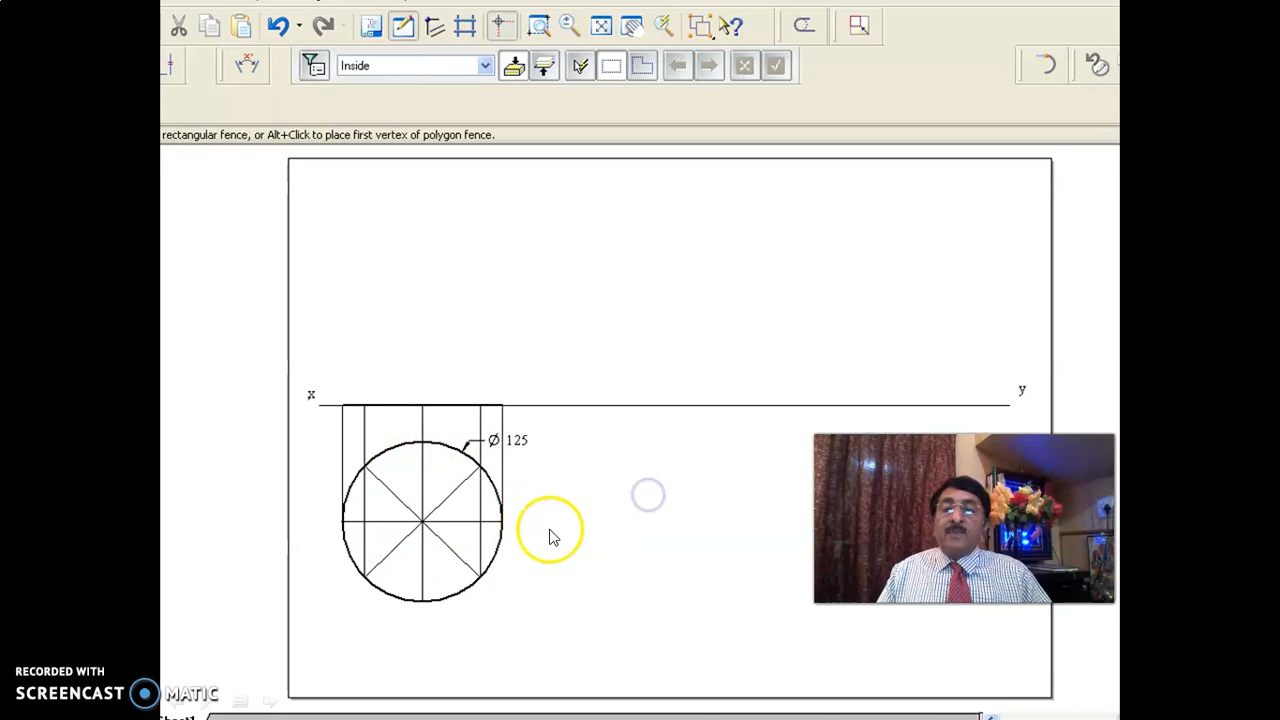 Inside
rectangular fence, or Alt+Click to place first vertex of polygon fence.
x
y
Ø 125
RECORDED WITH
SCREENCAST MATIC